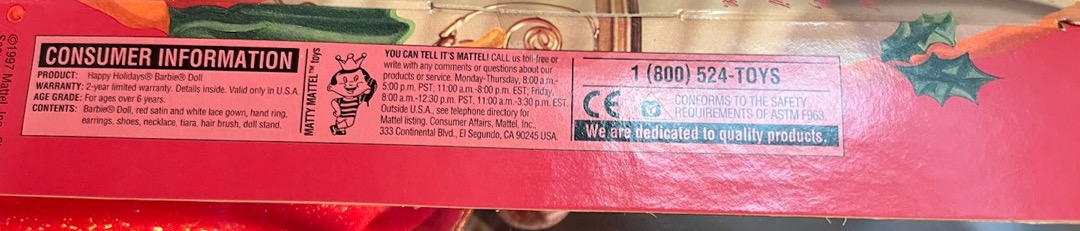 ©1997 Mattel, Inc.
CONSUMER INFORMATION
PRODUCT: Happy Holidays® Barbie® Doll
WARRANTY: 2-year limited warranty. Details inside. Valid only in U.S.A.
AGE GRADE: For ages over 6 years.
CONTENTS: Barbie® Doll, red satin and white lace gown, hand ring,
earrings, shoes, necklace, tiara, hair brush, doll stand.
MATTY MATTEL™ toys
YOU CAN TELL IT'S MATTEL! CALL us toll-free or
write with any comments or questions about our
products or service. Monday-Thursday, 8:00 a.m.-
5:00 p.m. PST; 11:00 a.m.-8:00 p.m. EST; Friday,
8:00 a.m.-12:30 p.m. PST, 11:00 a.m.-3:30 p.m. EST.
Outside U.S.A., see telephone directory for
Mattel listing. Consumer Affairs, Mattel, Inc.,
333 Continental Blvd., El Segundo, CA 90245 USA.
1 (800) 524-TOYS
CE
CONFORMS TO THE SAFETY
REQUIREMENTS OF ASTM F963.
We are dedicated to quality products.